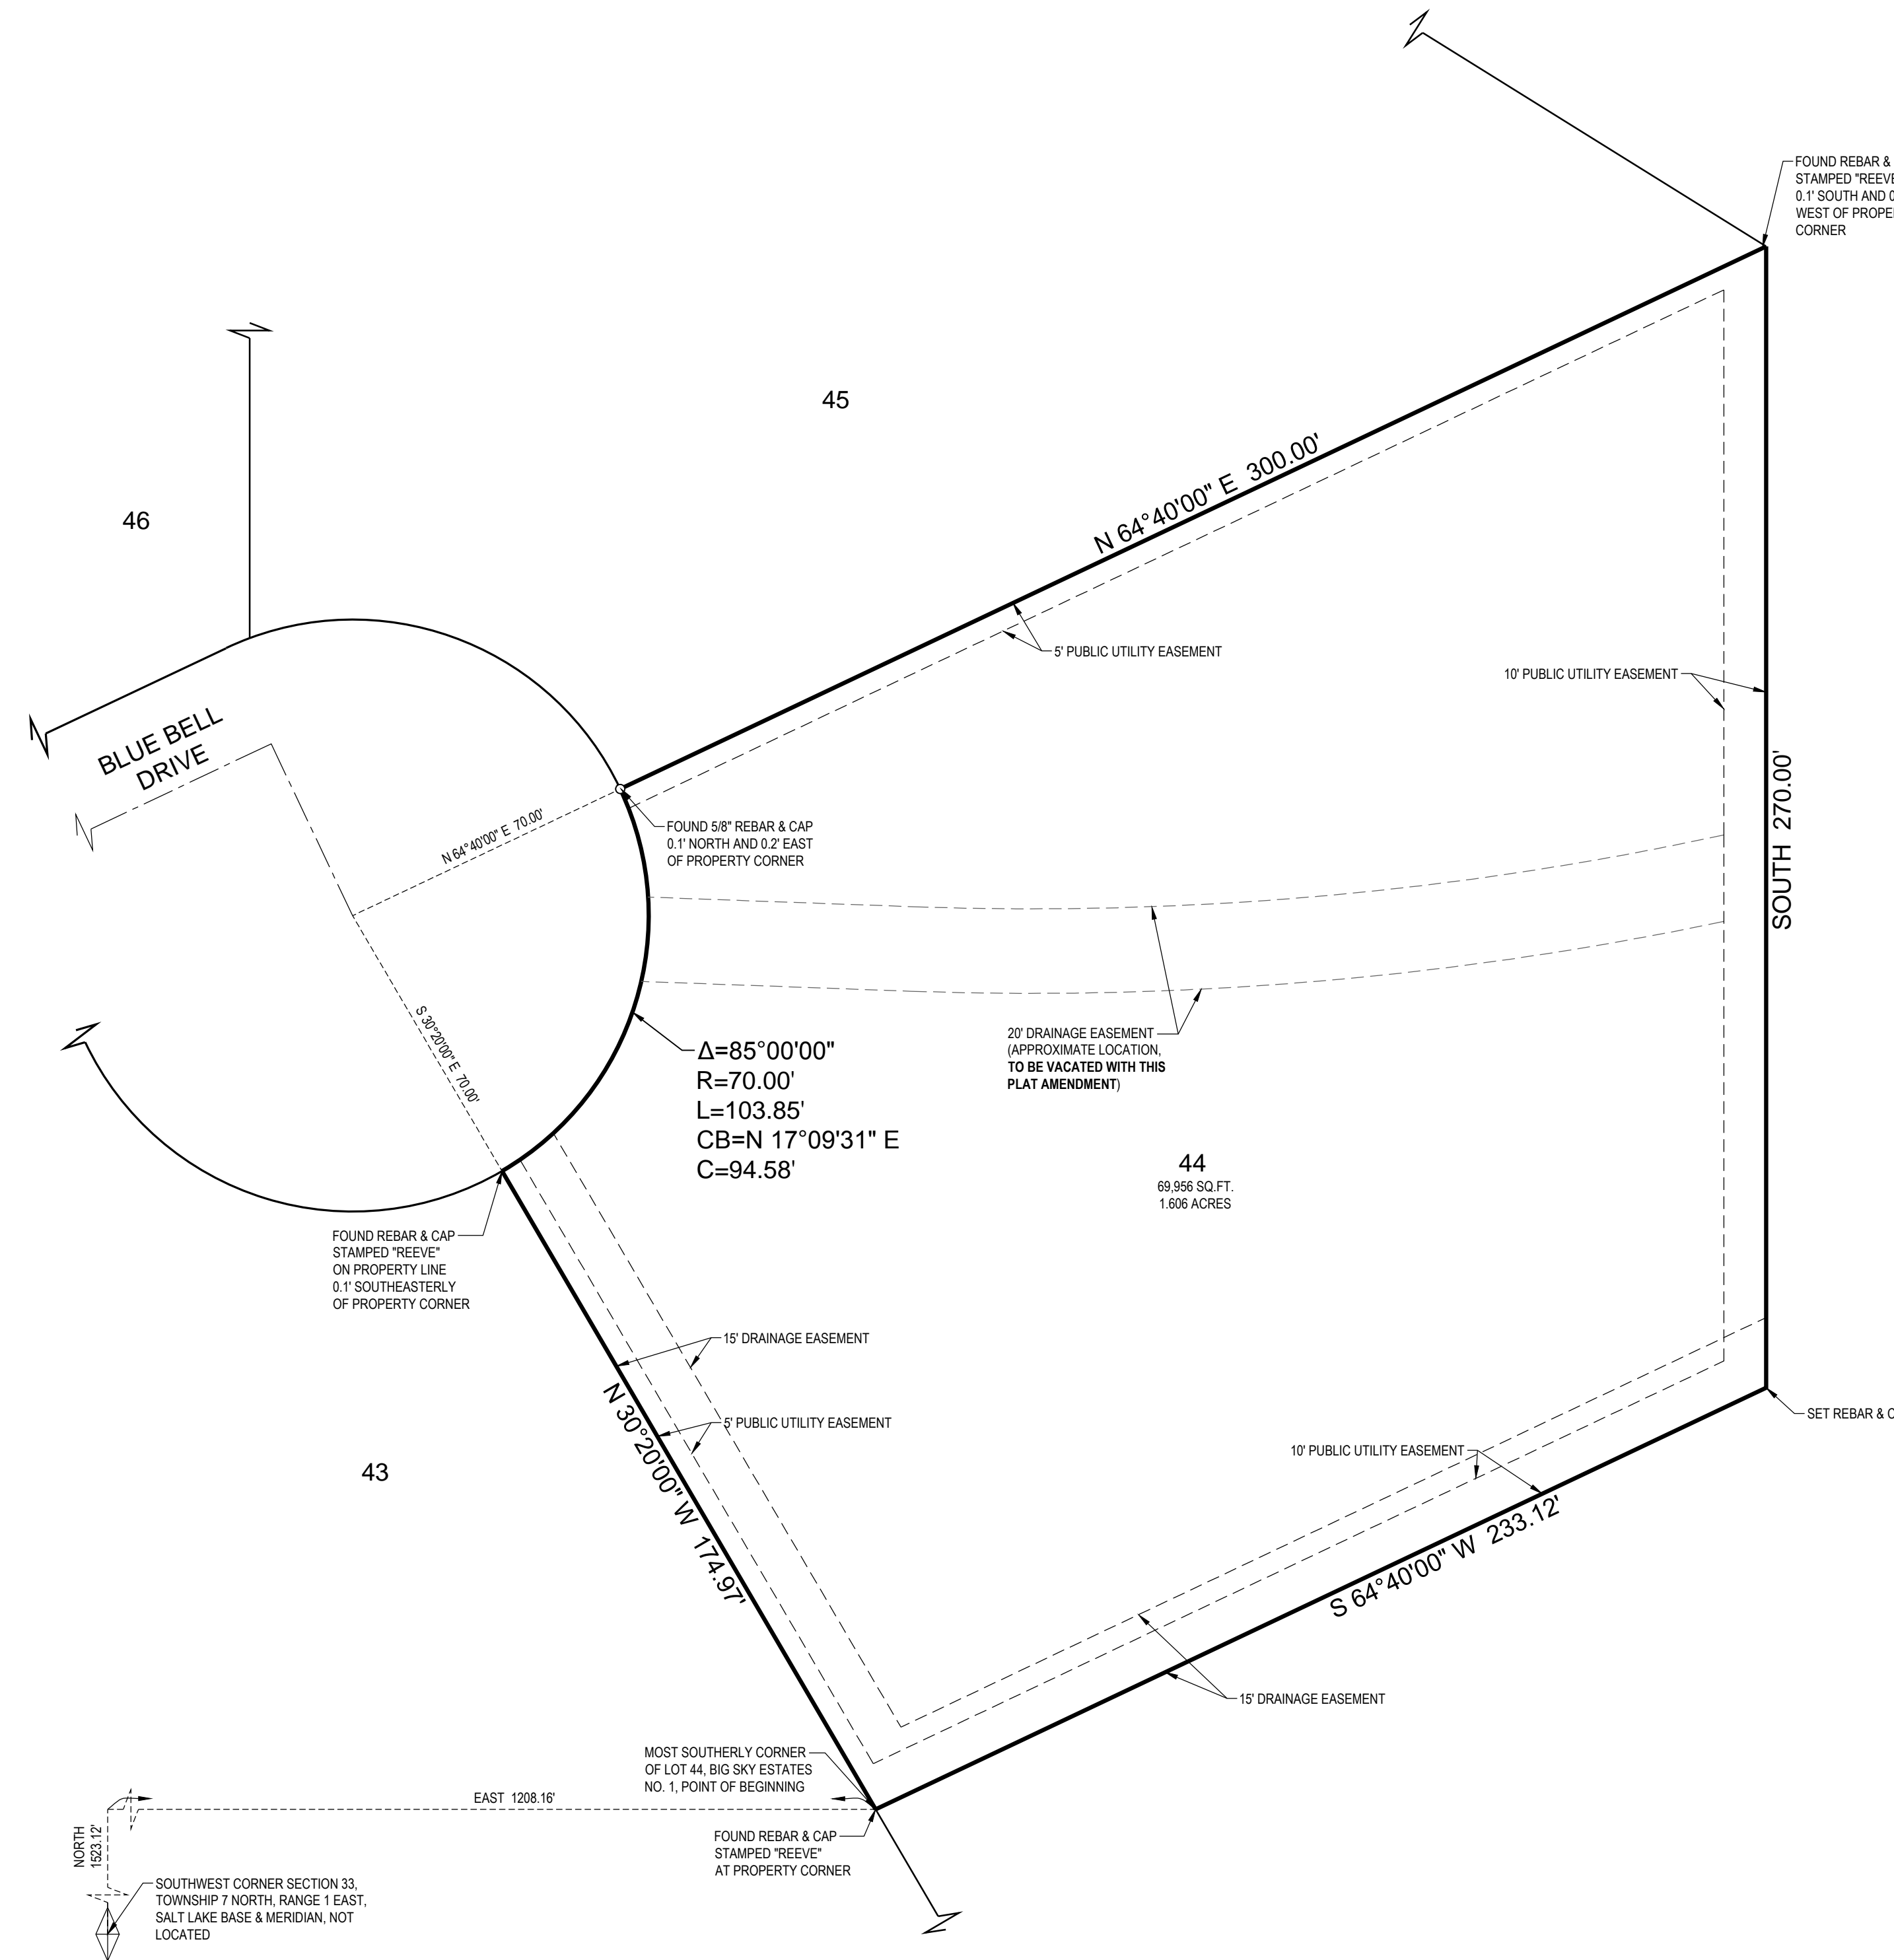 FOUND REBAR &
STAMPED "REEVE
0.1' SOUTH AND 0
WEST OF PROPE
CORNER
45
N 64°40'00" E 300.00'
46
5' PUBLIC UTILITY EASEMENT
10' PUBLIC UTILITY EASEMENT
BLUE BELL
DRIVE
SOUTH 270.00'
N 64°40'00" E 70.00'
FOUND 5/8" REBAR & CAP
0.1' NORTH AND 0.2' EAST
OF PROPERTY CORNER
S 30°20'00" E 70.00'
20' DRAINAGE EASEMENT
(APPROXIMATE LOCATION,
TO BE VACATED WITH THIS
PLAT AMENDMENT)
Δ=85°00'00"
R=70.00'
L=103.85'
CB=N 17°09'31" E
C=94.58'
44
69,956 SQ.FT.
1.606 ACRES
FOUND REBAR & CAP
STAMPED "REEVE"
ON PROPERTY LINE
0.1' SOUTHEASTERLY
OF PROPERTY CORNER
15' DRAINAGE EASEMENT
5' PUBLIC UTILITY EASEMENT
N 30°20'00" W 174.97'
SET REBAR & C
10' PUBLIC UTILITY EASEMENT
43
S 64°40'00" W 233.12'
15' DRAINAGE EASEMENT
MOST SOUTHERLY CORNER
OF LOT 44, BIG SKY ESTATES
NO. 1, POINT OF BEGINNING
EAST 1208.16'
NORTH
1523.12'
FOUND REBAR & CAP
STAMPED "REEVE"
AT PROPERTY CORNER
SOUTHWEST CORNER SECTION 33,
TOWNSHIP 7 NORTH, RANGE 1 EAST,
SALT LAKE BASE & MERIDIAN, NOT
LOCATED